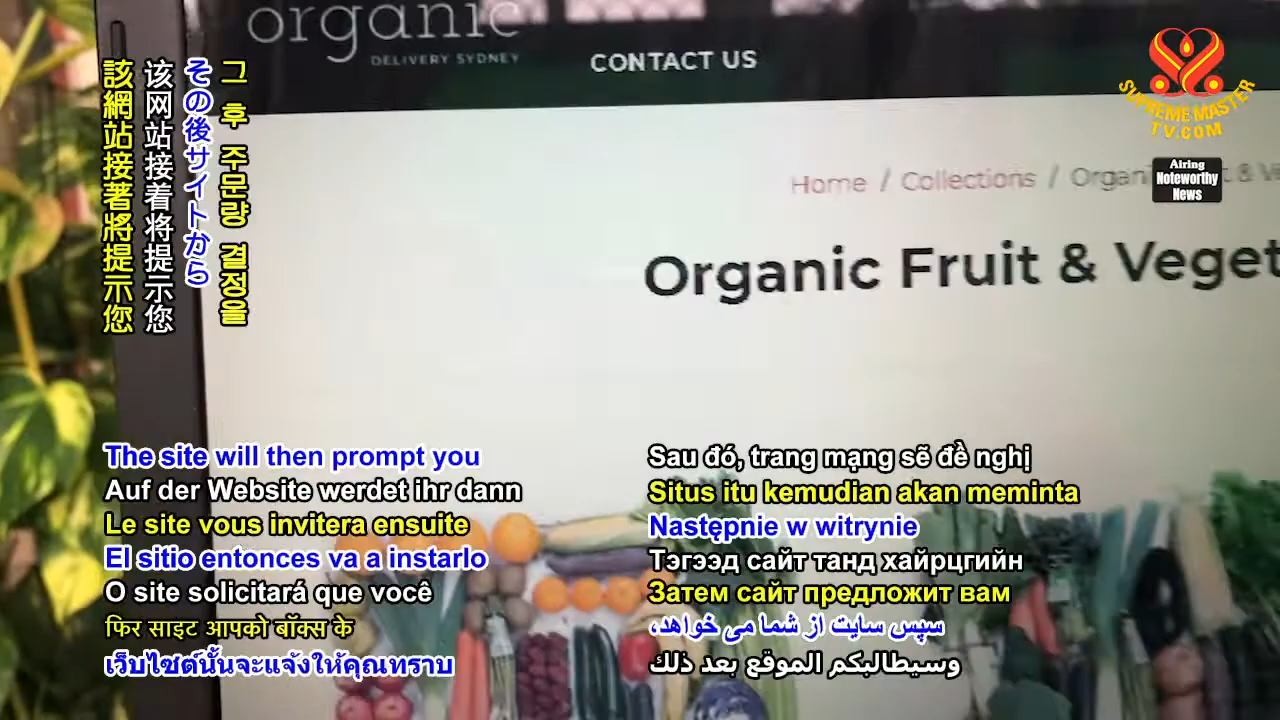 organic
DELIVERY SYDNEY
CONTACT US
SUPREME MASTER
TV.COM
Airing
Noteworthy
News
Home / Collections /
Organic Fruit &
該網站接著將提示您
该网站接着将提示您
その後サイトから
그 후 주문량 결정을
The site will then prompt you
Auf der Website werdet ihr dann
Le site vous invitera ensuite
El sitio entonces va a instarlo
O site solicitará que você
फिर साइट आपको बॉक्स के
เว็บไซต์นั้นจะแจ้งให้คุณทราบ
Sau đó, trang mạng sẽ đề nghị
Situs itu kemudian akan meminta
Następnie w witrynie
Тэгээд сайт танд хайрцгийн
Затем сайт предложит вам
سپس سایت از شما می خواهد،
وسيطالبكم الموقع بعد ذلك